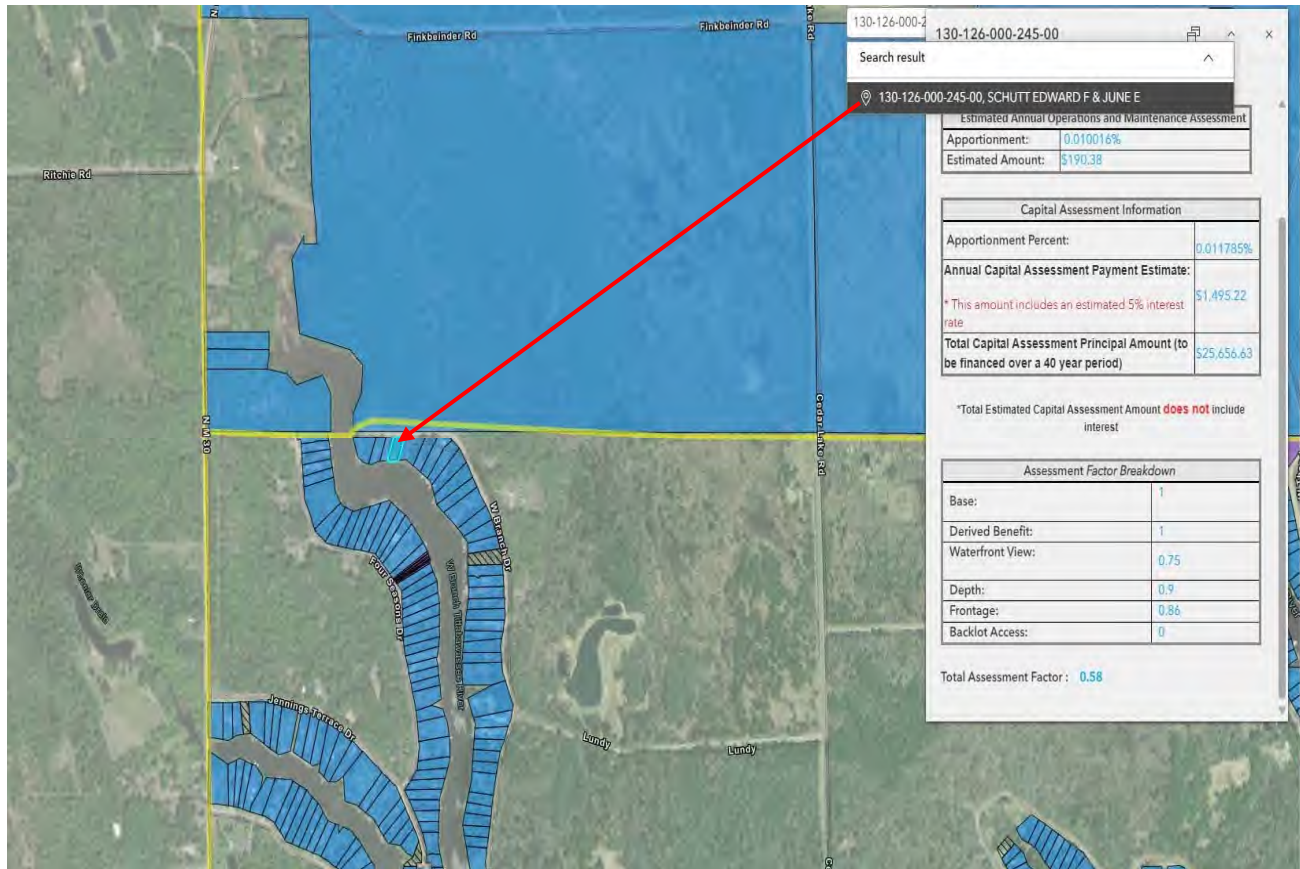 Finkbeinder Rd
Finkbeinder Rd
130-126-000-2
130-126-000-245-00
Search result
130-126-000-245-00, SCHUTT EDWARD F & JUNE E
Estimated Annual Operations and Maintenance Assessment
Apportionment: 0.010016%
Estimated Amount: $190.38
Ritchie Rd
Capital Assessment Information
Apportionment Percent: 0.011785%
Annual Capital Assessment Payment Estimate:
* This amount includes an estimated 5% interest
rate
$1,495.22
Total Capital Assessment Principal Amount (to
be financed over a 40 year period)
$25,656.63
*Total Estimated Capital Assessment Amount does not include
interest
Assessment Factor Breakdown
Base: 1
Derived Benefit: 1
Waterfront View: 0.75
Depth: 0.9
Frontage: 0.86
Backlot Access: 0
Total Assessment Factor : 0.58
N M 30
Cedar Lake Rd
W Branch Dr
Four Seasons Dr
W Branch Tittabawassee River
Jennings Terrace Dr
Lundy
Lundy